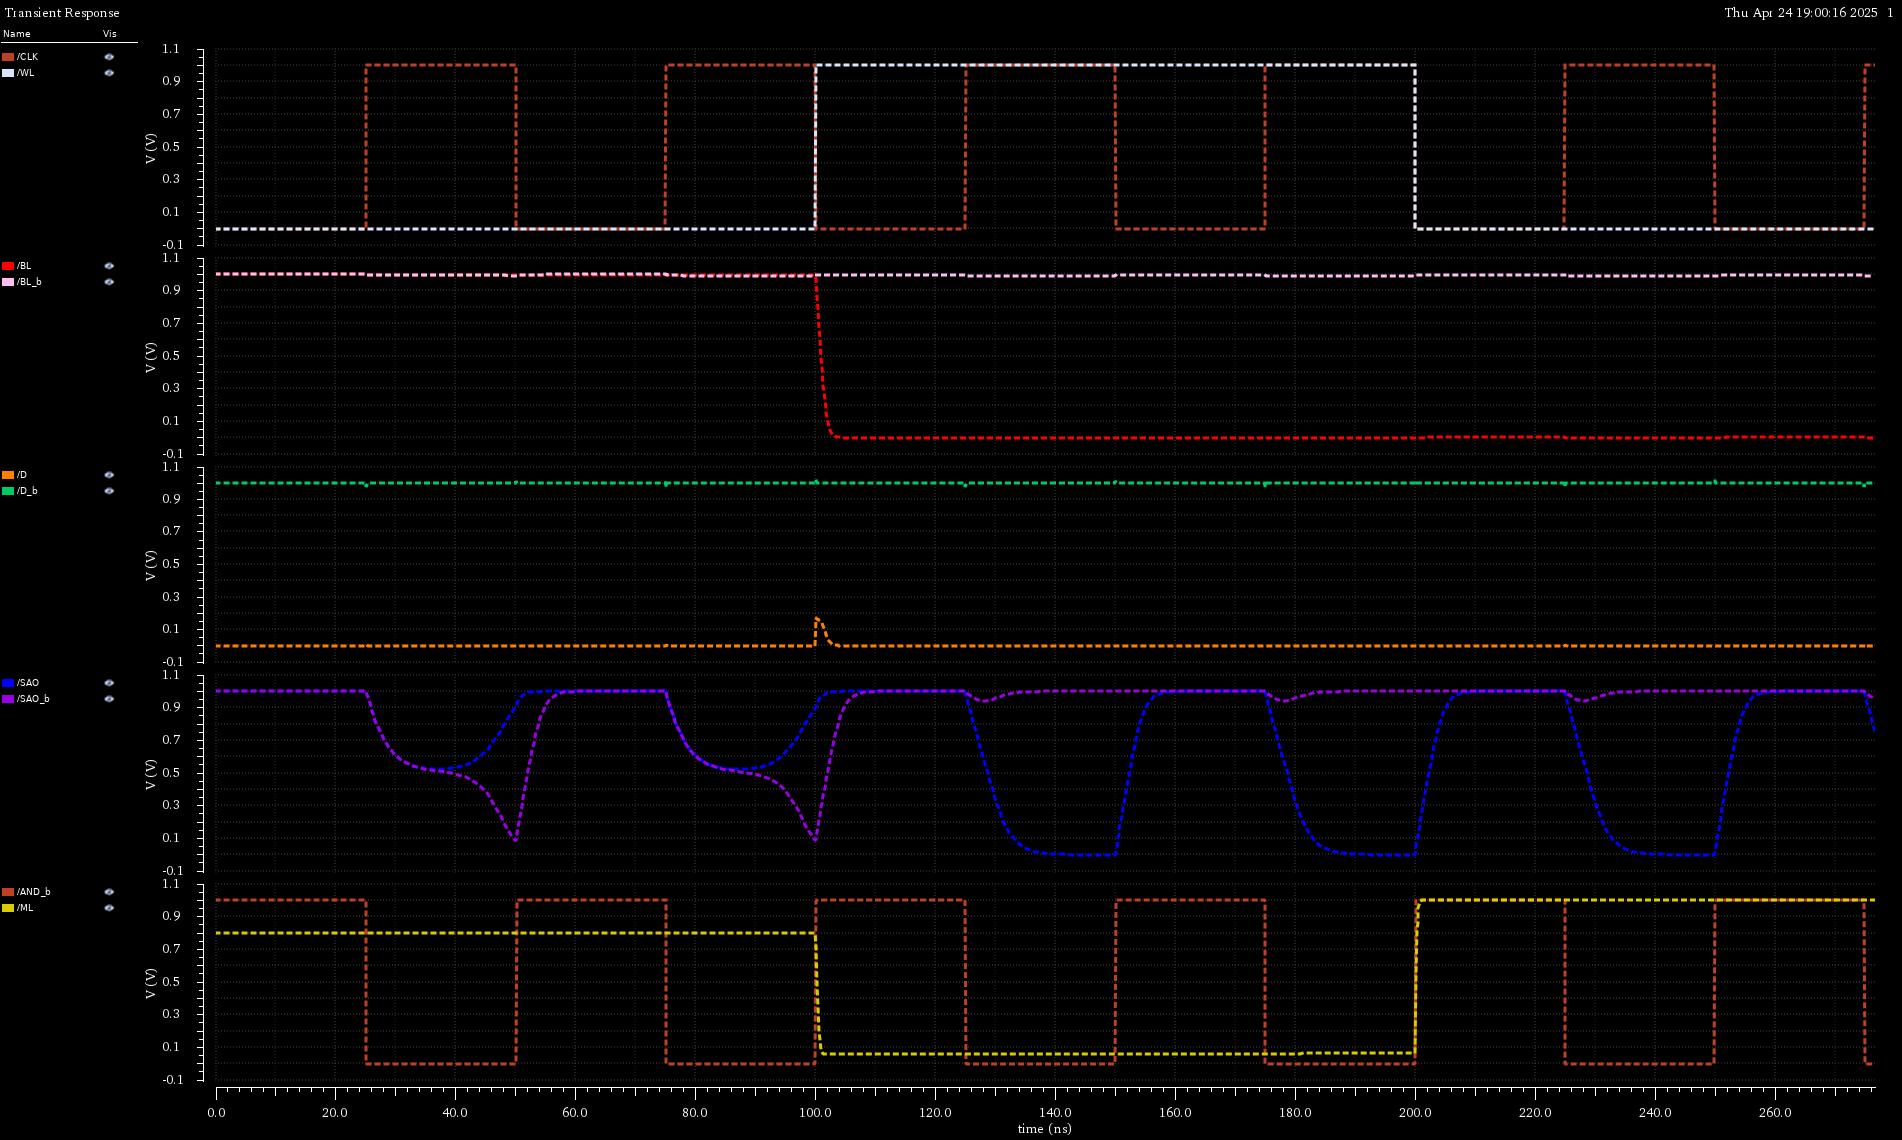 Transient Response
Thu Apr 24 19:00:16 2025 1
Name Vis
/CLK
/WL
1.1
0.9
0.7
0.5
0.3
0.1
-0.1
V (V)
/BL
/BL_b
1.1
0.9
0.7
0.5
0.3
0.1
-0.1
V (V)
/D
/D_b
1.1
0.9
0.7
0.5
0.3
0.1
-0.1
V (V)
/SAO
/SAO_b
1.1
0.9
0.7
0.5
0.3
0.1
-0.1
V (V)
/AND_b
/ML
1.1
0.9
0.7
0.5
0.3
0.1
-0.1
V (V)
0.0 20.0 40.0 60.0 80.0 100.0 120.0 140.0 160.0 180.0 200.0 220.0 240.0 260.0
time (ns)